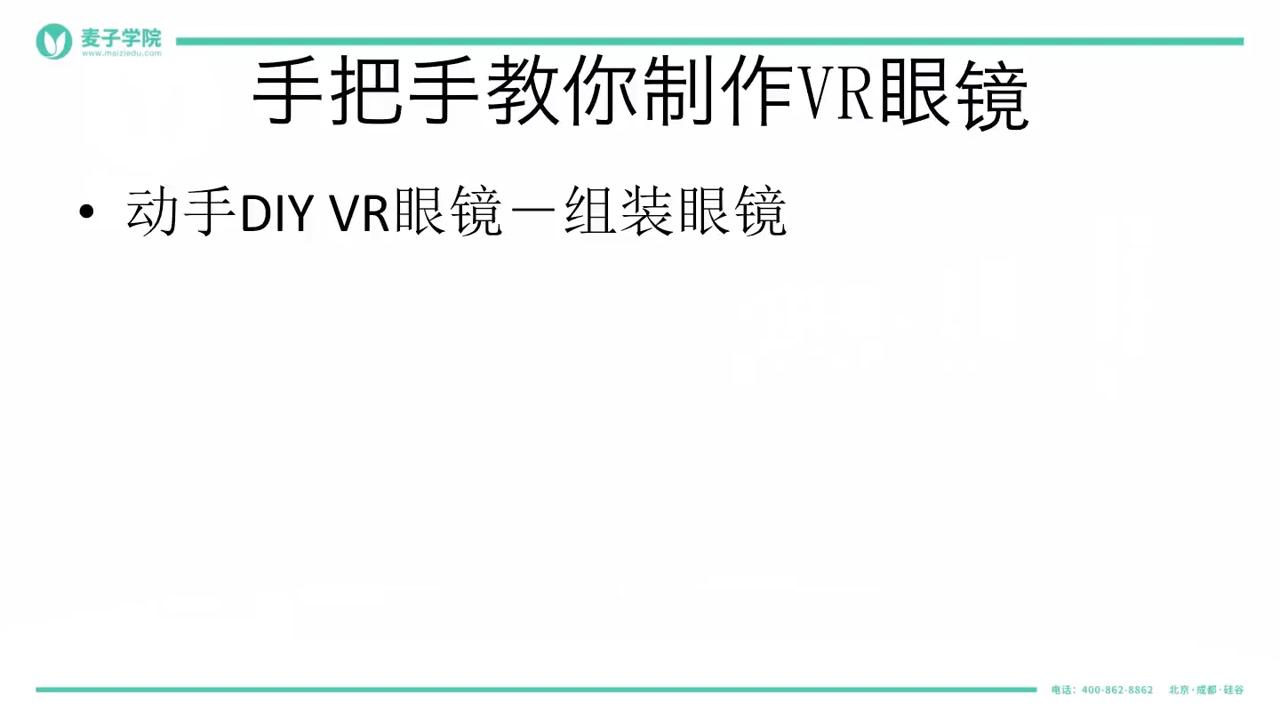 麦子学院
www.maiziedu.com
手把手教你制作VR眼镜
• 动手DIY VR眼镜－组装眼镜
电话：400-862-8862 北京·成都·硅谷